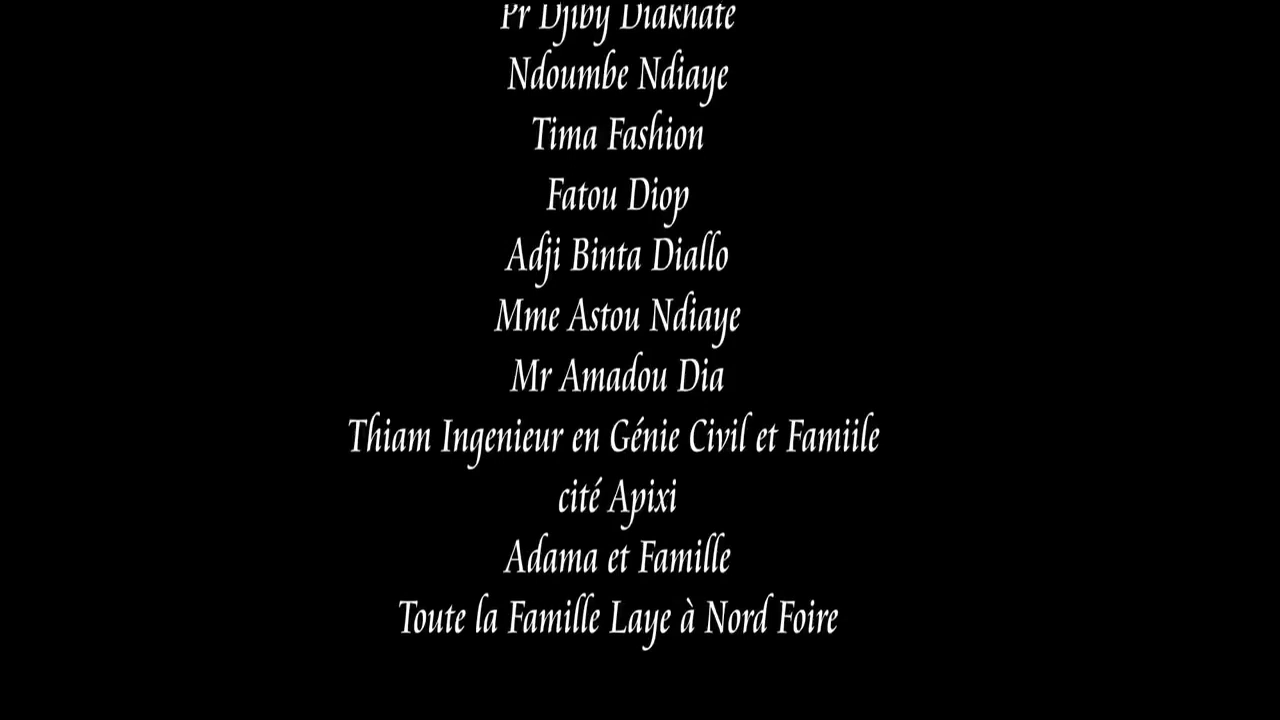 Pr Djiby Diakhate
Ndoumbe Ndiaye
Tima Fashion
Fatou Diop
Adji Binta Diallo
Mme Astou Ndiaye
Mr Amadou Dia
Thiam Ingenieur en Génie Civil et Famiile
cité Apixi
Adama et Famille
Toute la Famille Laye à Nord Foire